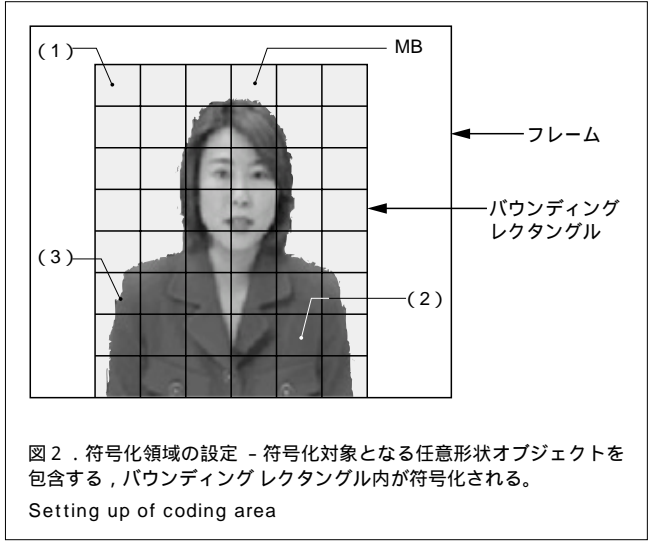 (1)
MB
フレーム
バウンディング
レクタングル
(3)
(2)
図2．符号化領域の設定 － 符号化対象となる任意形状オブジェクトを
包含する，バウンディング レクタングル内が符号化される。
Setting up of coding area